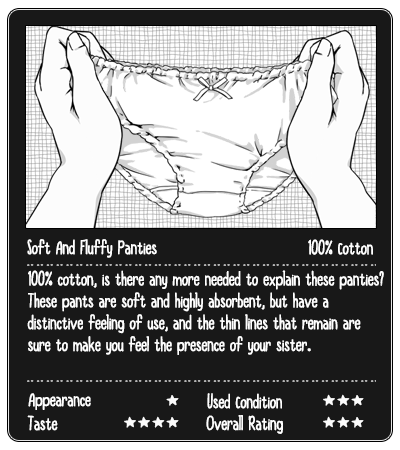 Soft And Fluffy Panties 100% Cotton
100% cotton, is there any more needed to explain these panties?
These pants are soft and highly absorbent, but have a
distinctive feeling of use, and the thin lines that remain are
sure to make you feel the presence of your sister.
Appearance ★ Used Condition ★★★
Taste ★★★★ Overall Rating ★★★